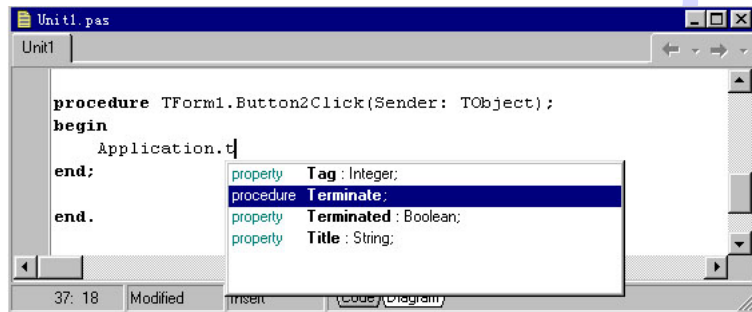 Unit1.pas
Unit1
procedure TForm1.Button2Click(Sender: TObject);
begin
Application.t
end;
end.
property Tag : Integer;
procedure Terminate;
property Terminated : Boolean;
property Title : String;
37: 18 Modified Insert Code Diagram